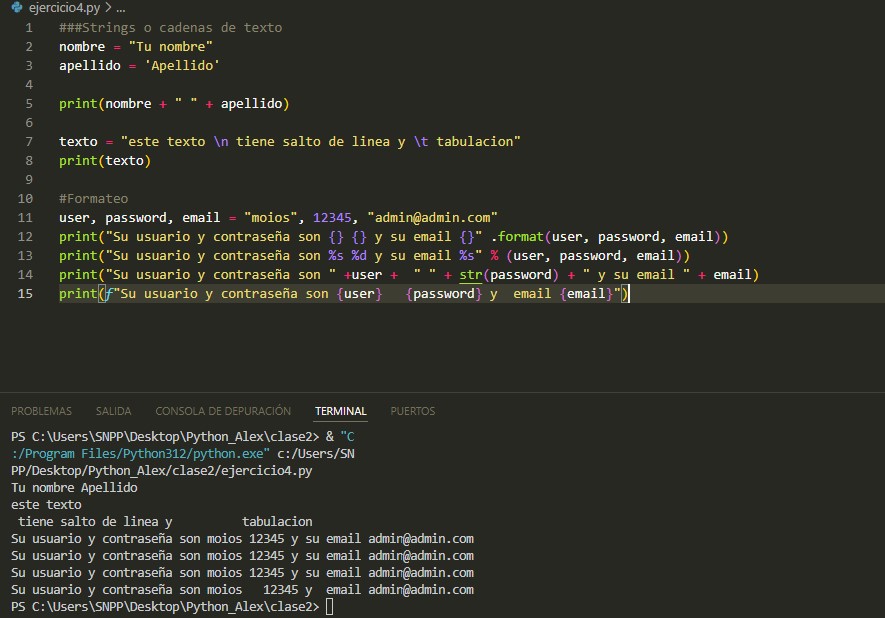 ejercicio4.py > ...
1 ###Strings o cadenas de texto
2 nombre = "Tu nombre"
3 apellido = 'Apellido'
4
5 print(nombre + " " + apellido)
6
7 texto = "este texto \n tiene salto de linea y \t tabulacion"
8 print(texto)
9
10 #Formateo
11 user, password, email = "moios", 12345, "admin@admin.com"
12 print("Su usuario y contraseña son {} {} y su email {}" .format(user, password, email))
13 print("Su usuario y contraseña son %s %d y su email %s" % (user, password, email))
14 print("Su usuario y contraseña son " +user +  " " + str(password) + " y su email " + email)
15 print(f"Su usuario y contraseña son {user}   {password} y  email {email}")
PROBLEMAS SALIDA CONSOLA DE DEPURACIÓN TERMINAL PUERTOS
PS C:\Users\SNPP\Desktop\Python_Alex\clase2> & "C
:/Program Files/Python312/python.exe" c:/Users/SN
PP/Desktop/Python_Alex/clase2/ejercicio4.py
Tu nombre Apellido
este texto
 tiene salto de linea y          tabulacion
Su usuario y contraseña son moios 12345 y su email admin@admin.com
Su usuario y contraseña son moios 12345 y su email admin@admin.com
Su usuario y contraseña son moios 12345 y su email admin@admin.com
Su usuario y contraseña son moios   12345 y  email admin@admin.com
PS C:\Users\SNPP\Desktop\Python_Alex\clase2>